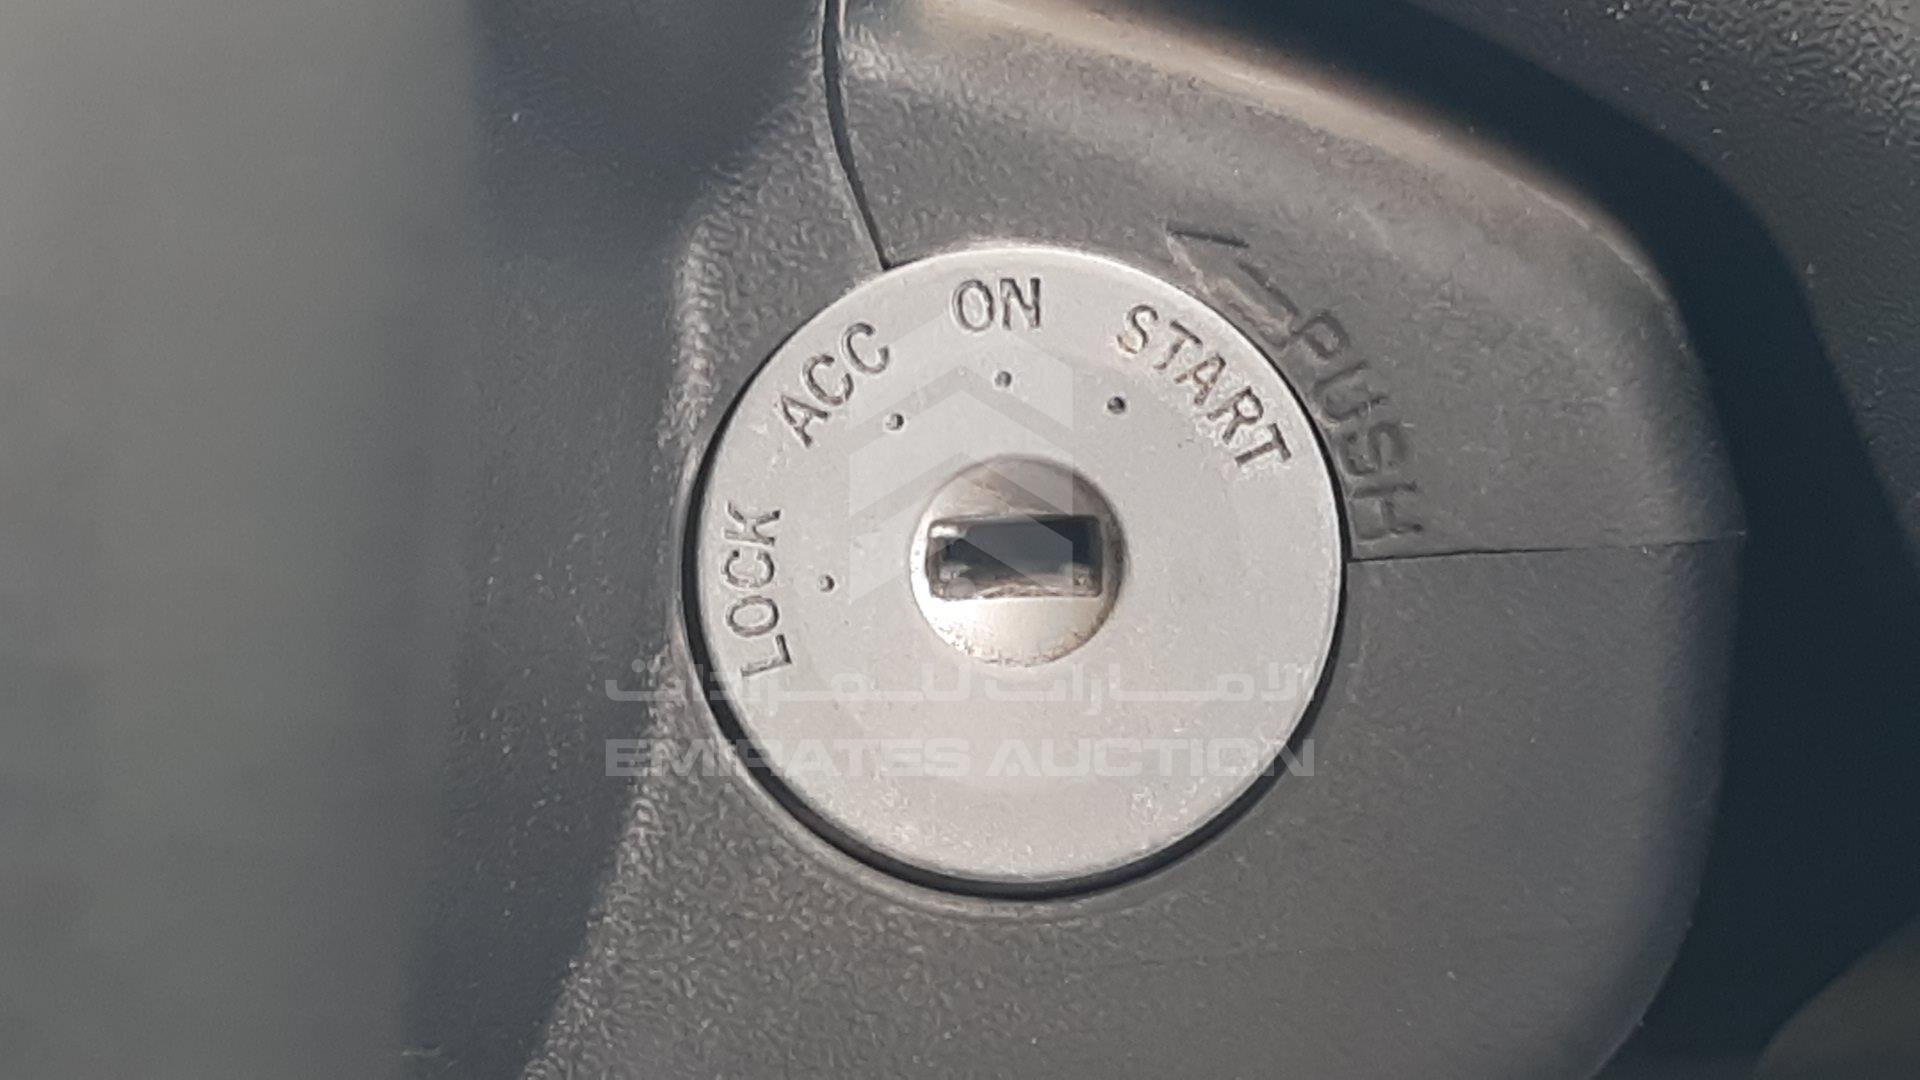 ON
ACC
START
PUSH
LOCK
الامارات للمزادات
EMIRATES AUCTION